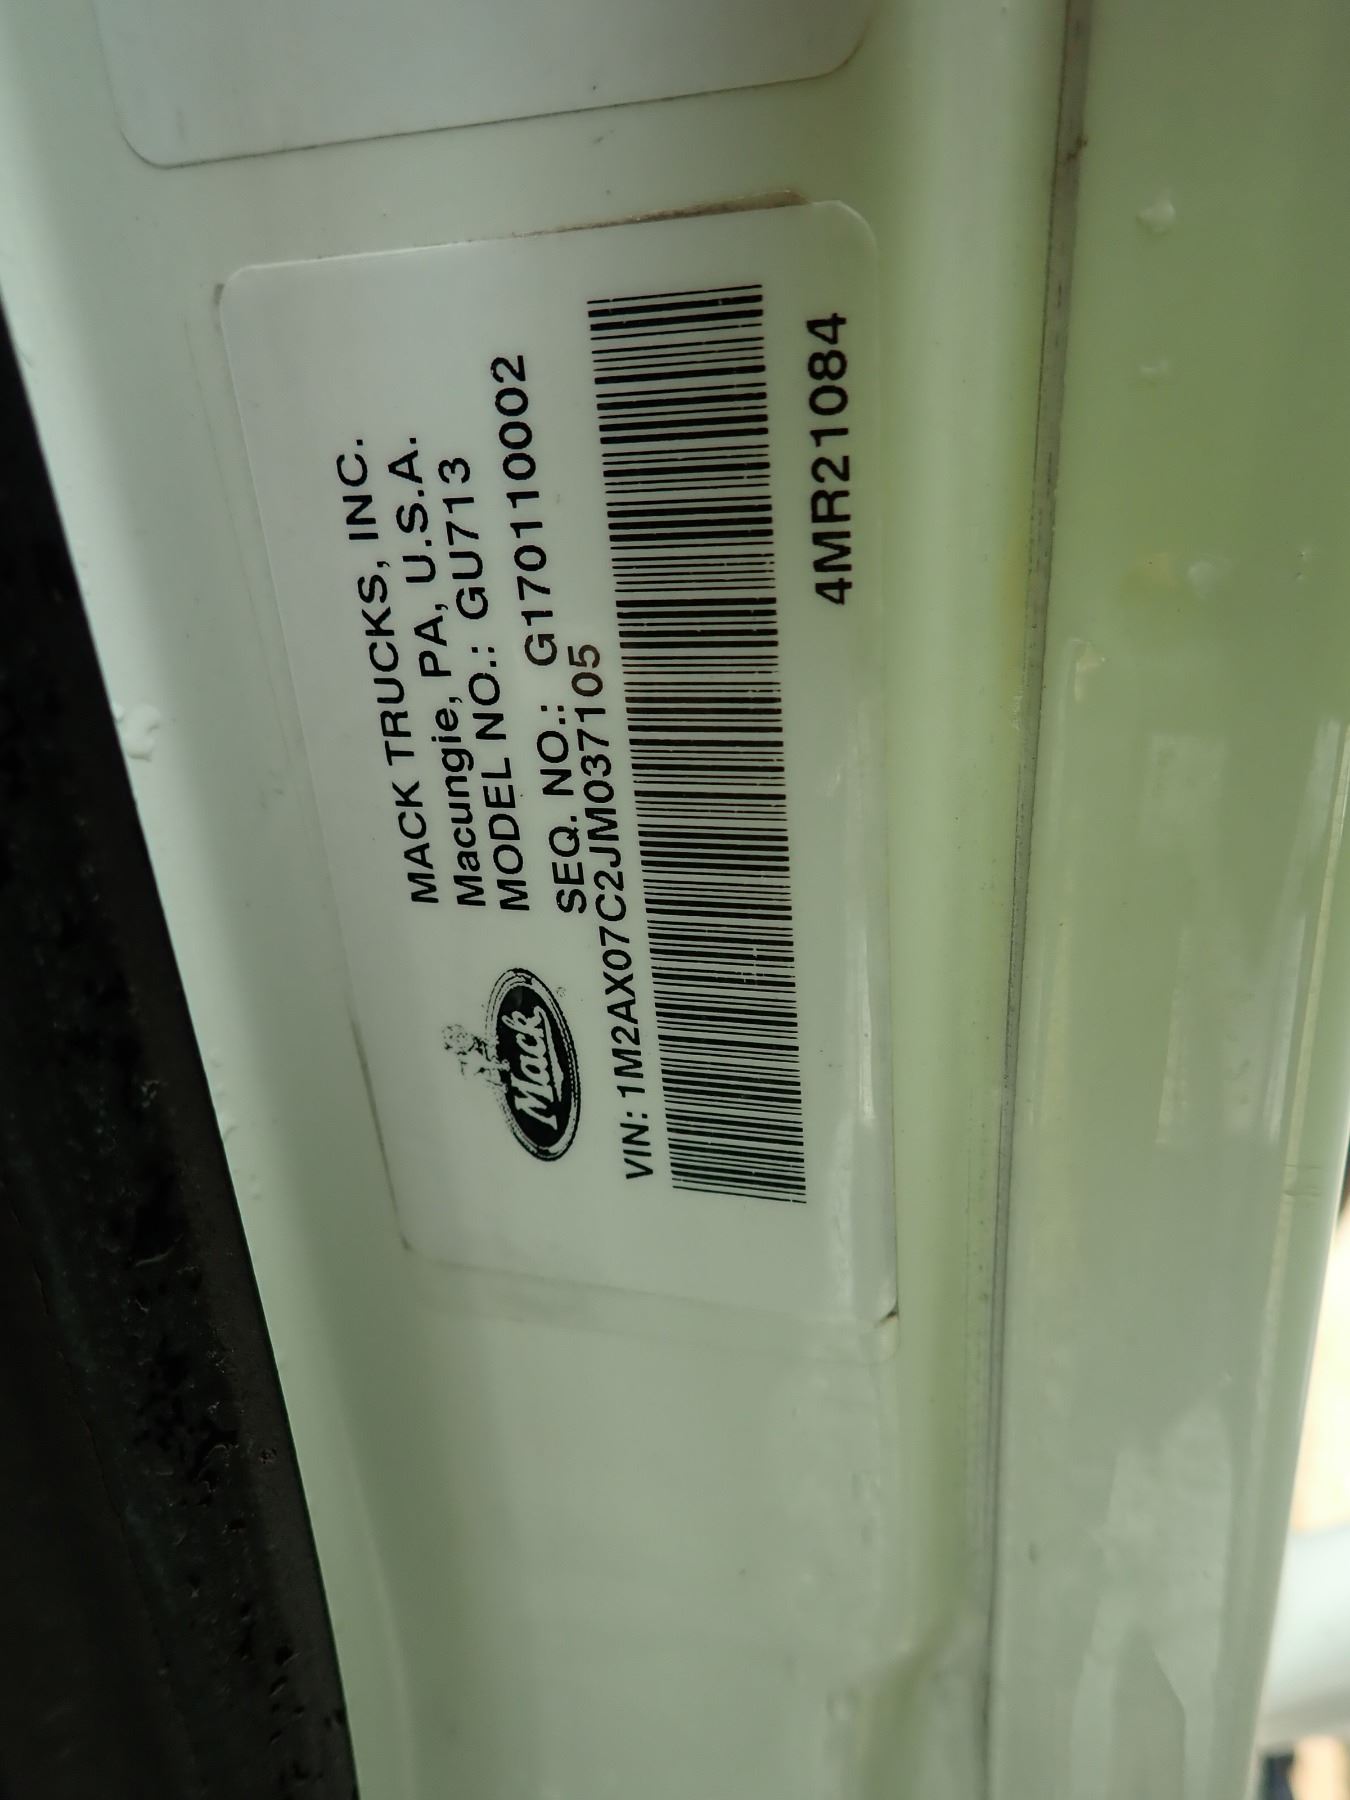 MACK TRUCKS, INC.
Macungie, PA, U.S.A.
MODEL NO.: GU713
SEQ. NO.: G170110002
Mack
VIN: 1M2AX07C2JM037105
4MR21084